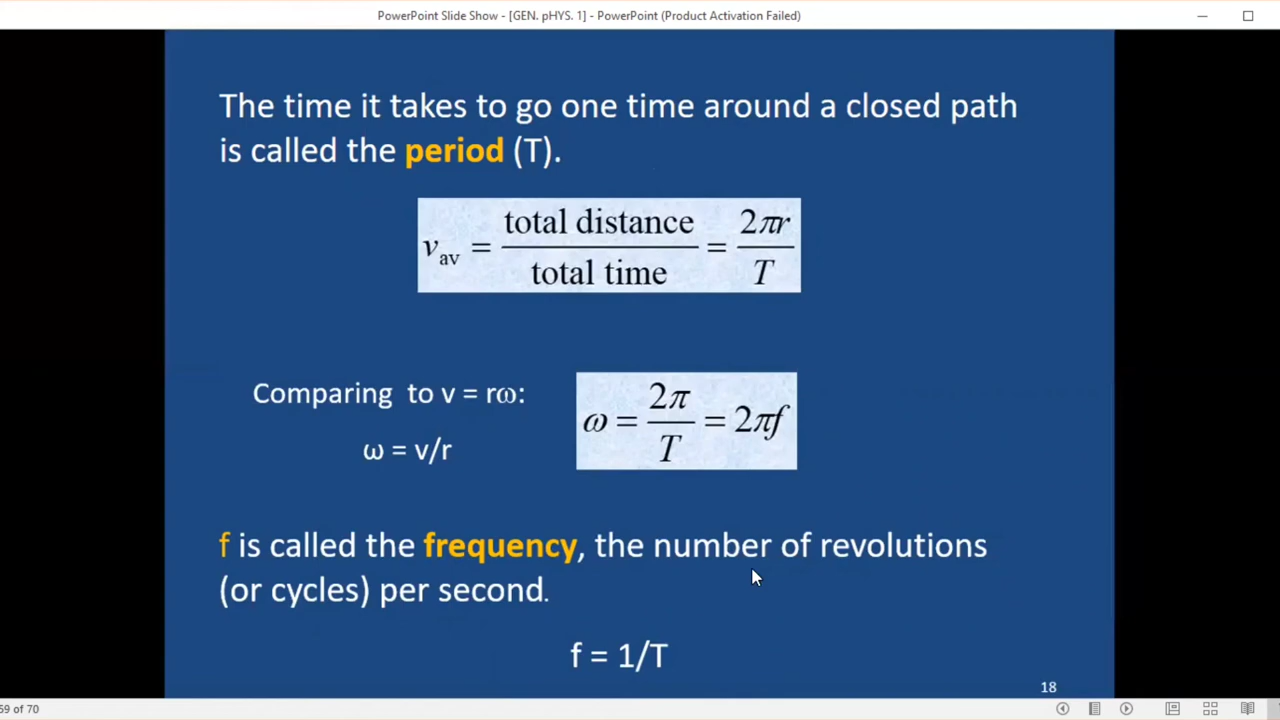 PowerPoint Slide Show - [GEN. pHYS. 1] - PowerPoint (Product Activation Failed)
The time it takes to go one time around a closed path
is called the period (T).
v_av = total distance / total time = 2πr / T
Comparing to v = rω:
ω = v/r
ω = 2π / T = 2πf
f is called the frequency, the number of revolutions
(or cycles) per second.
f = 1/T
18
59 of 70